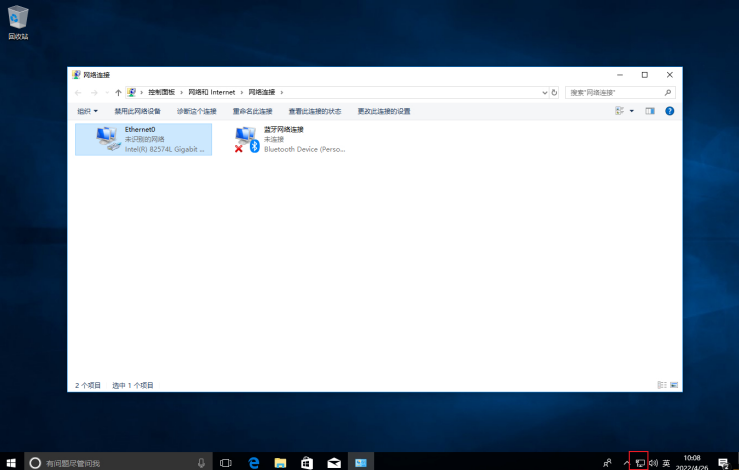 回收站
网络连接
控制面板 › 网络和 Internet › 网络连接 ›
搜索"网络连接"
组织 禁用此网络设备 诊断这个连接 重命名此连接 查看此连接的状态 更改此连接的设置
Ethernet0
未识别的网络
Intel(R) 82574L Gigabit ...
蓝牙网络连接
未连接
Bluetooth Device (Perso...
2 个项目 选中 1 个项目
有问题尽管问我
英
10:08
2022/4/26